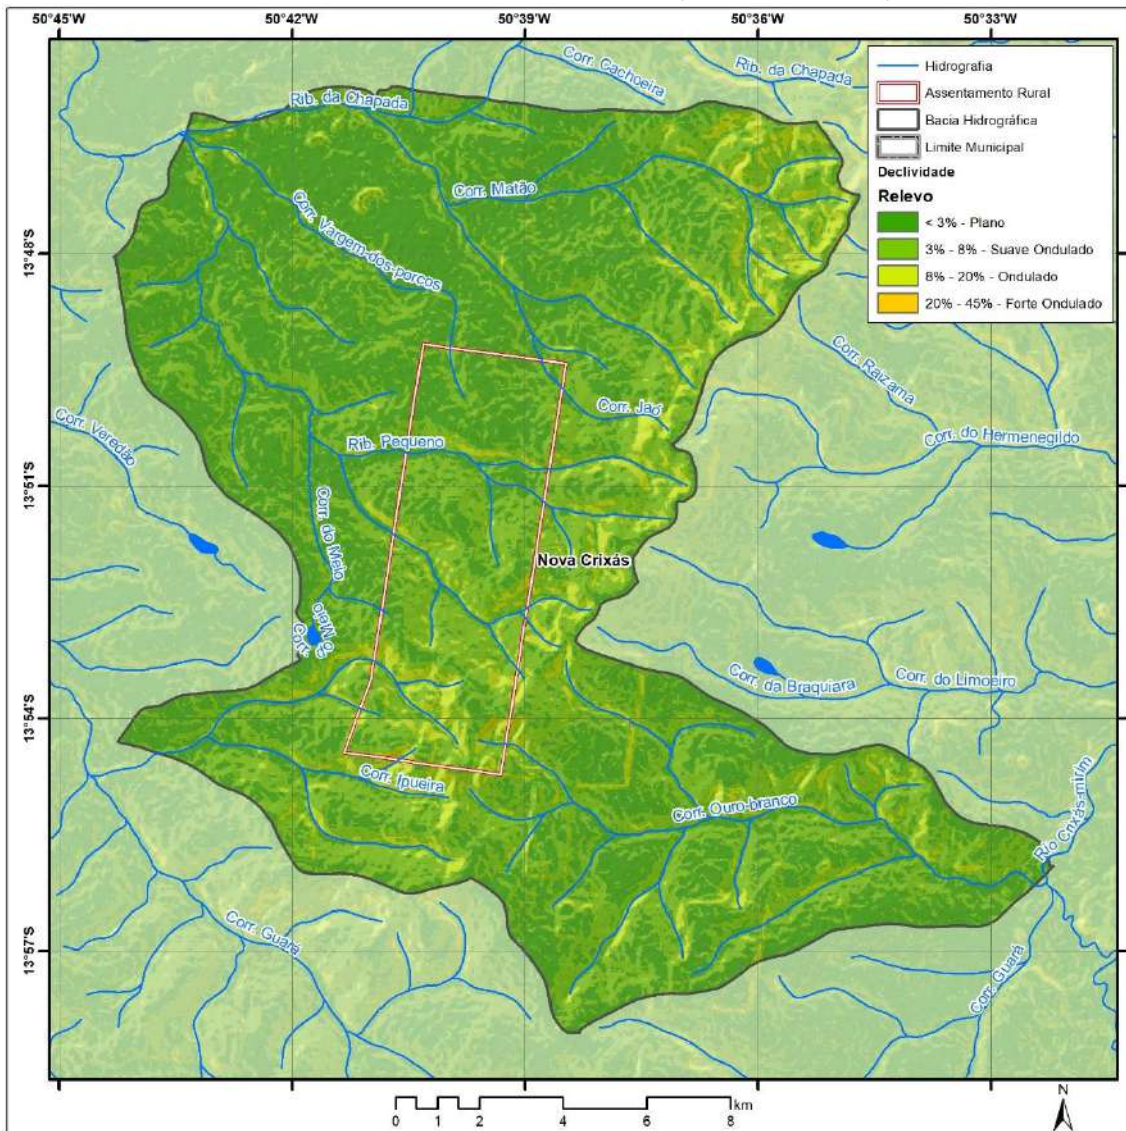 50°45'W
50°42'W
50°39'W
50°36'W
50°33'W
Corr. Cachoeira
Rib. da Chapada
Rib. da Chapada
Hidrografia
Assentamento Rural
Bacia Hidrográfica
Limite Municipal
Declividade
Relevo
< 3% - Plano
3% - 8% - Suave Ondulado
8% - 20% - Ondulado
20% - 45% - Forte Ondulado
Corr. Matão
Corr. Vargem-dos-porcos
13°48'S
Corr. Raizama
Corr. Jaó
Corr. Veredão
Rib. Pequeno
Corr. do Hermenegildo
13°51'S
Corr. do Melo
Nova Crixás
Corr. do Melo
Corr. da Braquiara
Corr. do Limoeiro
13°54'S
Corr. Ipueira
Corr. Ouro-branco
Rio Crixás-mirim
Corr. Guará
13°57'S
Corr. Guará
0 1 2 4 6 8 km
N